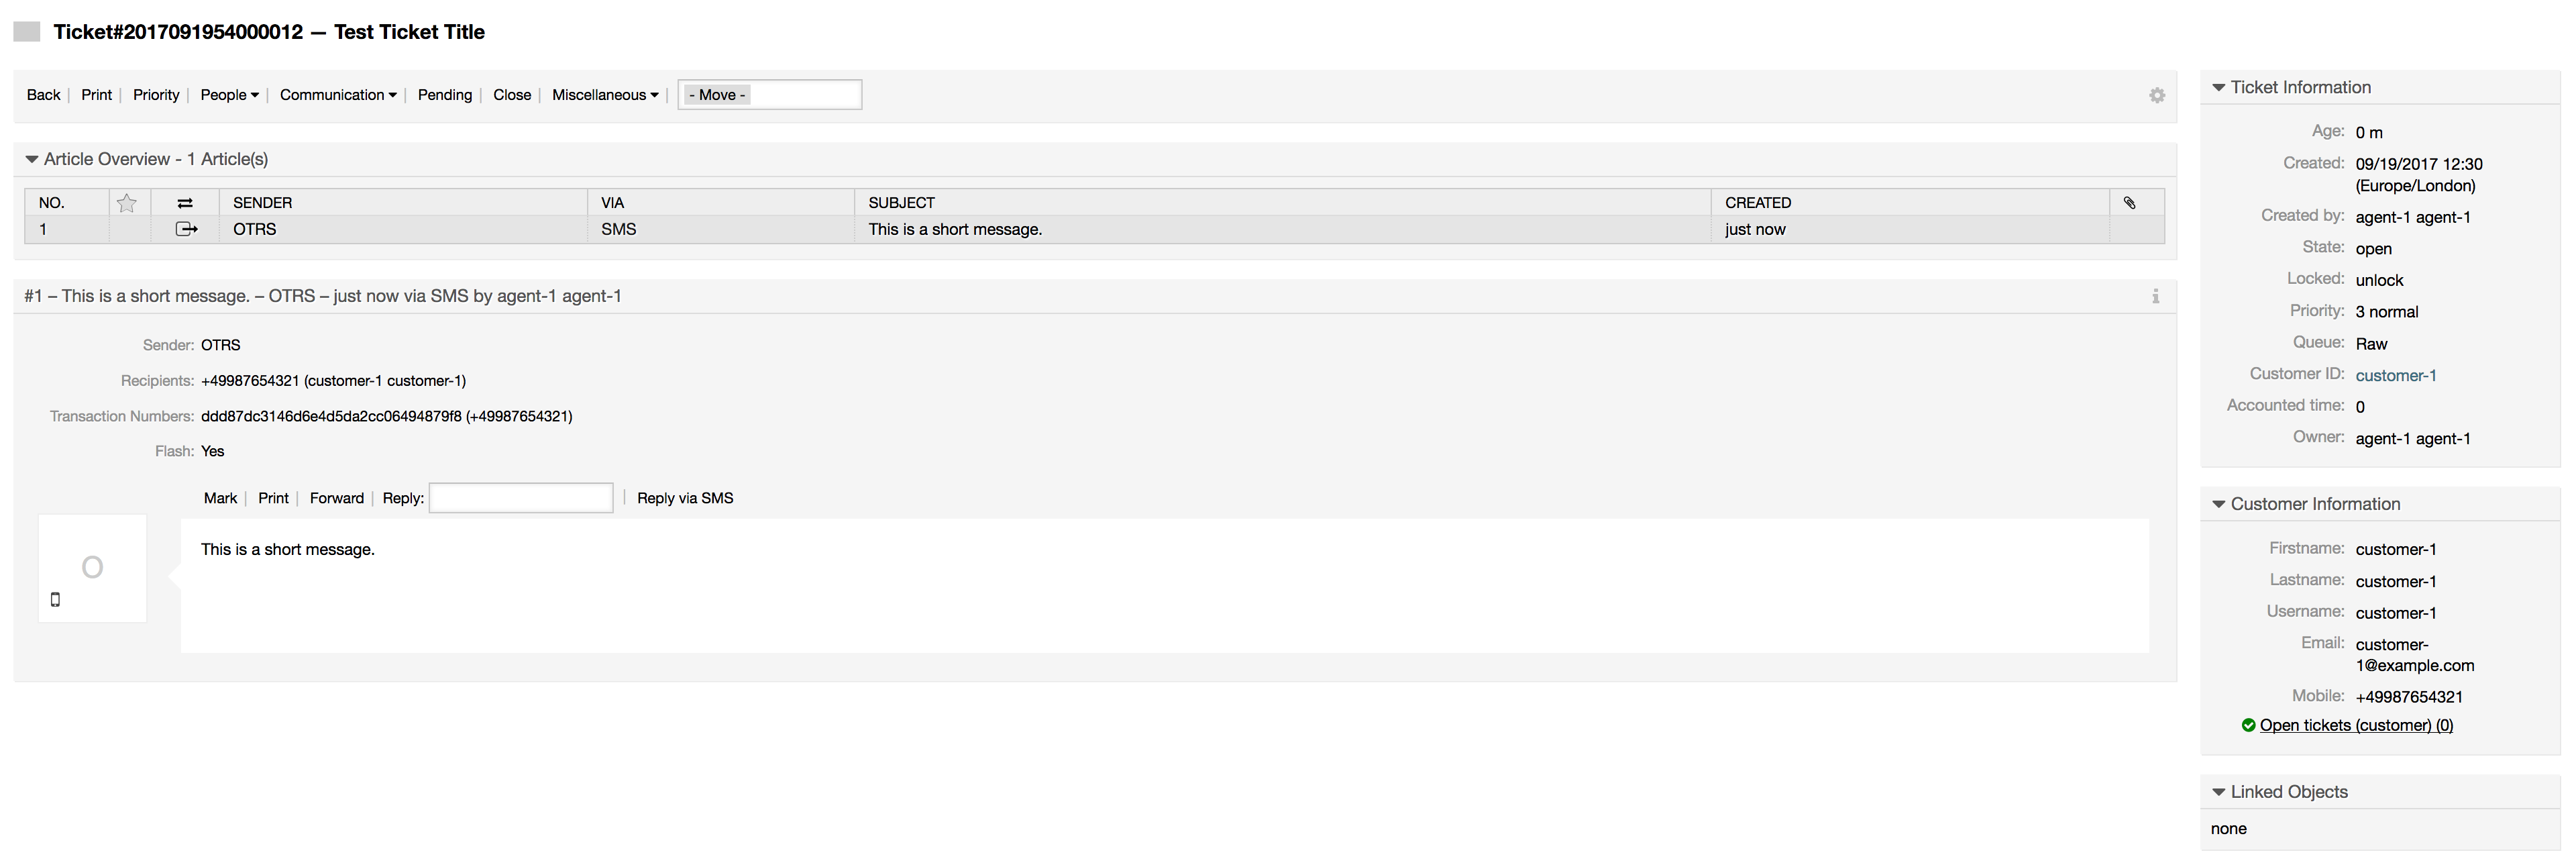 Ticket#2017091954000012 — Test Ticket Title
Back Print Priority People Communication Pending Close Miscellaneous - Move -
Article Overview - 1 Article(s)
NO. SENDER VIA SUBJECT CREATED
1 OTRS SMS This is a short message. just now
#1 – This is a short message. – OTRS – just now via SMS by agent-1 agent-1
Sender: OTRS
Recipients: +49987654321 (customer-1 customer-1)
Transaction Numbers: ddd87dc3146d6e4d5da2cc06494879f8 (+49987654321)
Flash: Yes
Mark Print Forward Reply: Reply via SMS
O
This is a short message.
Ticket Information
Age: 0 m
Created: 09/19/2017 12:30
(Europe/London)
Created by: agent-1 agent-1
State: open
Locked: unlock
Priority: 3 normal
Queue: Raw
Customer ID: customer-1
Accounted time: 0
Owner: agent-1 agent-1
Customer Information
Firstname: customer-1
Lastname: customer-1
Username: customer-1
Email: customer-
1@example.com
Mobile: +49987654321
Open tickets (customer) (0)
Linked Objects
none